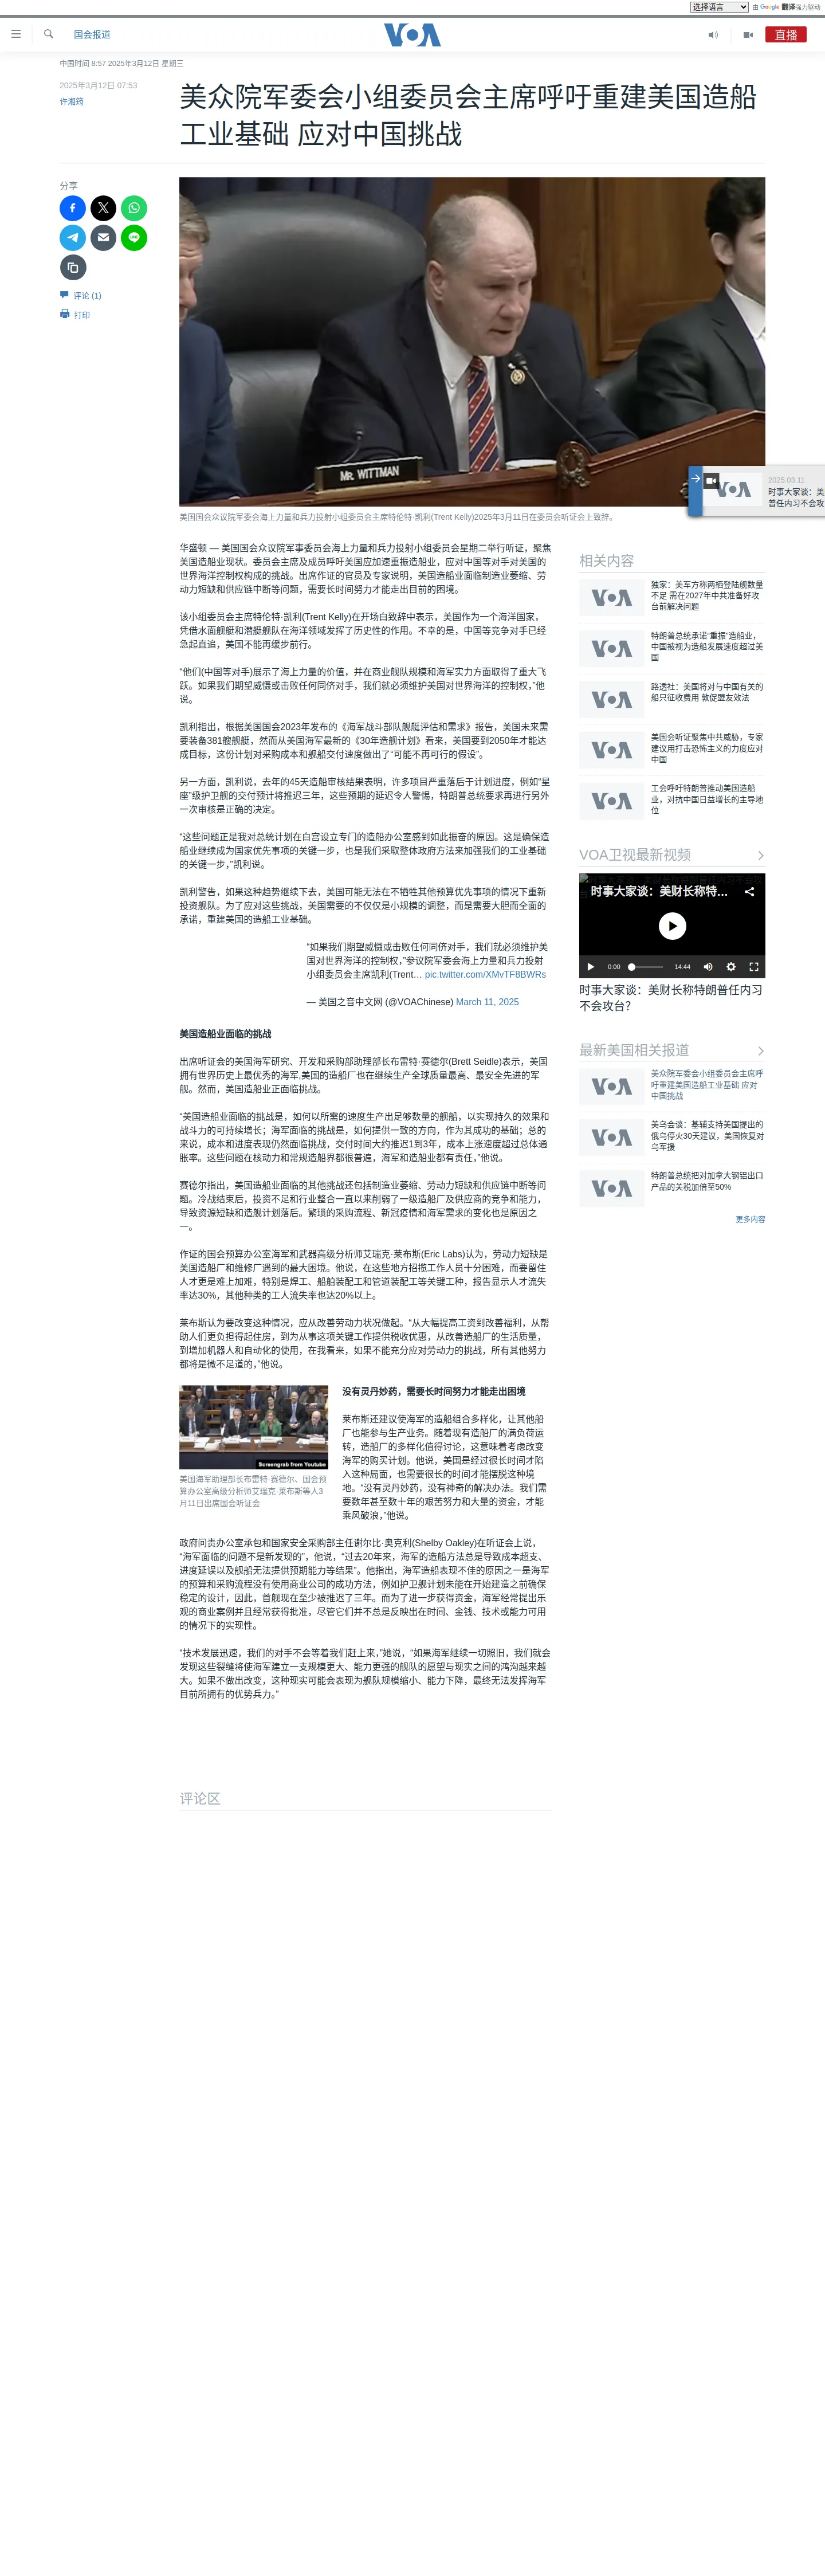 选择语言
由 Google 翻译强力驱动
国会报道
VOA
直播
中国时间 8:57 2025年3月12日 星期三
2025年3月12日 07:53
许湘筠
美众院军委会小组委员会主席呼吁重建美国造船
工业基础 应对中国挑战
分享
LINE
评论 (1)
打印
MR. WITTMAN
VOA
2025.03.11
时事大家谈：美
普任内习不会攻
美国国会众议院军委会海上力量和兵力投射小组委员会主席特伦特·凯利(Trent Kelly)2025年3月11日在委员会听证会上致辞。
华盛顿 — 美国国会众议院军事委员会海上力量和兵力投射小组委员会星期二举行听证，聚焦
美国造船业现状。委员会主席及成员呼吁美国应加速重振造船业，应对中国等对手对美国的
世界海洋控制权构成的挑战。出席作证的官员及专家说明，美国造船业面临制造业萎缩、劳
动力短缺和供应链中断等问题，需要长时间努力才能走出目前的困境。
该小组委员会主席特伦特·凯利(Trent Kelly)在开场白致辞中表示，美国作为一个海洋国家，
凭借水面舰艇和潜艇舰队在海洋领域发挥了历史性的作用。不幸的是，中国等竞争对手已经
急起直追，美国不能再缓步前行。
“他们(中国等对手)展示了海上力量的价值，并在商业舰队规模和海军实力方面取得了重大飞
跃。如果我们期望威慑或击败任何同侪对手，我们就必须维护美国对世界海洋的控制权，”他
说。
凯利指出，根据美国国会2023年发布的《海军战斗部队舰艇评估和需求》报告，美国未来需
要装备381艘舰艇，然而从美国海军最新的《30年造舰计划》看来，美国要到2050年才能达
成目标，这份计划对采购成本和舰船交付速度做出了“可能不再可行的假设”。
另一方面，凯利说，去年的45天造船审核结果表明，许多项目严重落后于计划进度，例如“星
座”级护卫舰的交付预计将推迟三年，这些预期的延迟令人警惕，特朗普总统要求再进行另外
一次审核是正确的决定。
“这些问题正是我对总统计划在白宫设立专门的造船办公室感到如此振奋的原因。这是确保造
船业继续成为国家优先事项的关键一步，也是我们采取整体政府方法来加强我们的工业基础
的关键一步，”凯利说。
凯利警告，如果这种趋势继续下去，美国可能无法在不牺牲其他预算优先事项的情况下重新
投资舰队。为了应对这些挑战，美国需要的不仅仅是小规模的调整，而是需要大胆而全面的
承诺，重建美国的造船工业基础。
“如果我们期望威慑或击败任何同侪对手，我们就必须维护美
国对世界海洋的控制权，”参议院军委会海上力量和兵力投射
小组委员会主席凯利(Trent… pic.twitter.com/XMvTF8BWRs
— 美国之音中文网 (@VOAChinese) March 11, 2025
美国造船业面临的挑战
出席听证会的美国海军研究、开发和采购部助理部长布雷特·赛德尔(Brett Seidle)表示，美国
拥有世界历史上最优秀的海军,美国的造船厂也在继续生产全球质量最高、最安全先进的军
舰。然而，美国造船业正面临挑战。
“美国造船业面临的挑战是，如何以所需的速度生产出足够数量的舰船，以实现持久的效果和
战斗力的可持续增长；海军面临的挑战是，如何提供一致的方向，作为其成功的基础；总的
来说，成本和进度表现仍然面临挑战，交付时间大约推迟1到3年，成本上涨速度超过总体通
胀率。这些问题在核动力和常规造船界都很普遍，海军和造船业都有责任，”他说。
赛德尔指出，美国造船业面临的其他挑战还包括制造业萎缩、劳动力短缺和供应链中断等问
题。冷战结束后，投资不足和行业整合一直以来削弱了一级造船厂及供应商的竞争和能力，
导致资源短缺和造舰计划落后。繁琐的采购流程、新冠疫情和海军需求的变化也是原因之
一。
作证的国会预算办公室海军和武器高级分析师艾瑞克·莱布斯(Eric Labs)认为，劳动力短缺是
美国造船厂和维修厂遇到的最大困境。他说，在这些地方招揽工作人员十分困难，而要留住
人才更是难上加难，特别是焊工、船舶装配工和管道装配工等关键工种，报告显示人才流失
率达30%，其他种类的工人流失率也达20%以上。
莱布斯认为要改变这种情况，应从改善劳动力状况做起。“从大幅提高工资到改善福利，从帮
助人们更负担得起住房，到为从事这项关键工作提供税收优惠，从改造船厂的生活质量，
到增加机器人和自动化的使用，在我看来，如果不能充分应对劳动力的挑战，所有其他努力
都将是微不足道的，”他说。
Screengrab from Youtube
美国海军助理部长布雷特·赛德尔、国会预
算办公室高级分析师艾瑞克·莱布斯等人3
月11日出席国会听证会
没有灵丹妙药，需要长时间努力才能走出困境
莱布斯还建议使海军的造船组合多样化，让其他船
厂也能参与生产业务。随着现有造船厂的满负荷运
转，造船厂的多样化值得讨论，这意味着考虑改变
海军的购买计划。他说，美国是经过很长时间才陷
入这种局面，也需要很长的时间才能摆脱这种境
地。“没有灵丹妙药，没有神奇的解决办法。我们需
要数年甚至数十年的艰苦努力和大量的资金，才能
乘风破浪，”他说。
政府问责办公室承包和国家安全采购部主任谢尔比·奥克利(Shelby Oakley)在听证会上说，
“海军面临的问题不是新发现的"，他说，“过去20年来，海军的造船方法总是导致成本超支、
进度延误以及舰船无法提供预期能力等结果”。他指出，海军造船表现不佳的原因之一是海军
的预算和采购流程没有使用商业公司的成功方法，例如护卫舰计划未能在开始建造之前确保
稳定的设计，因此，首舰现在至少被推迟了三年。而为了进一步获得资金，海军经常提出乐
观的商业案例并且经常获得批准，尽管它们并不总是反映出在时间、金钱、技术或能力可用
的情况下的实现性。
“技术发展迅速，我们的对手不会等着我们赶上来，”她说，“如果海军继续一切照旧，我们就会
发现这些裂缝将使海军建立一支规模更大、能力更强的舰队的愿望与现实之间的鸿沟越来越
大。如果不做出改变，这种现实可能会表现为舰队规模缩小、能力下降，最终无法发挥海军
目前所拥有的优势兵力。”
评论区
相关内容
VOA
独家：美军方称两栖登陆舰数量
不足 需在2027年中共准备好攻
台前解决问题
VOA
特朗普总统承诺“重振”造船业，
中国被视为造船发展速度超过美
国
VOA
路透社：美国将对与中国有关的
船只征收费用 敦促盟友效法
VOA
美国会听证聚焦中共威胁，专家
建议用打击恐怖主义的力度应对
中国
VOA
工会呼吁特朗普推动美国造船
业，对抗中国日益增长的主导地
位
VOA卫视最新视频
时事大家谈：美财长称特…
0:00
14:44
时事大家谈：美财长称特朗普任内习
不会攻台？
最新美国相关报道
VOA
美众院军委会小组委员会主席呼
吁重建美国造船工业基础 应对
中国挑战
VOA
美乌会谈：基辅支持美国提出的
俄乌停火30天建议，美国恢复对
乌军援
VOA
特朗普总统把对加拿大钢铝出口
产品的关税加倍至50%
更多内容